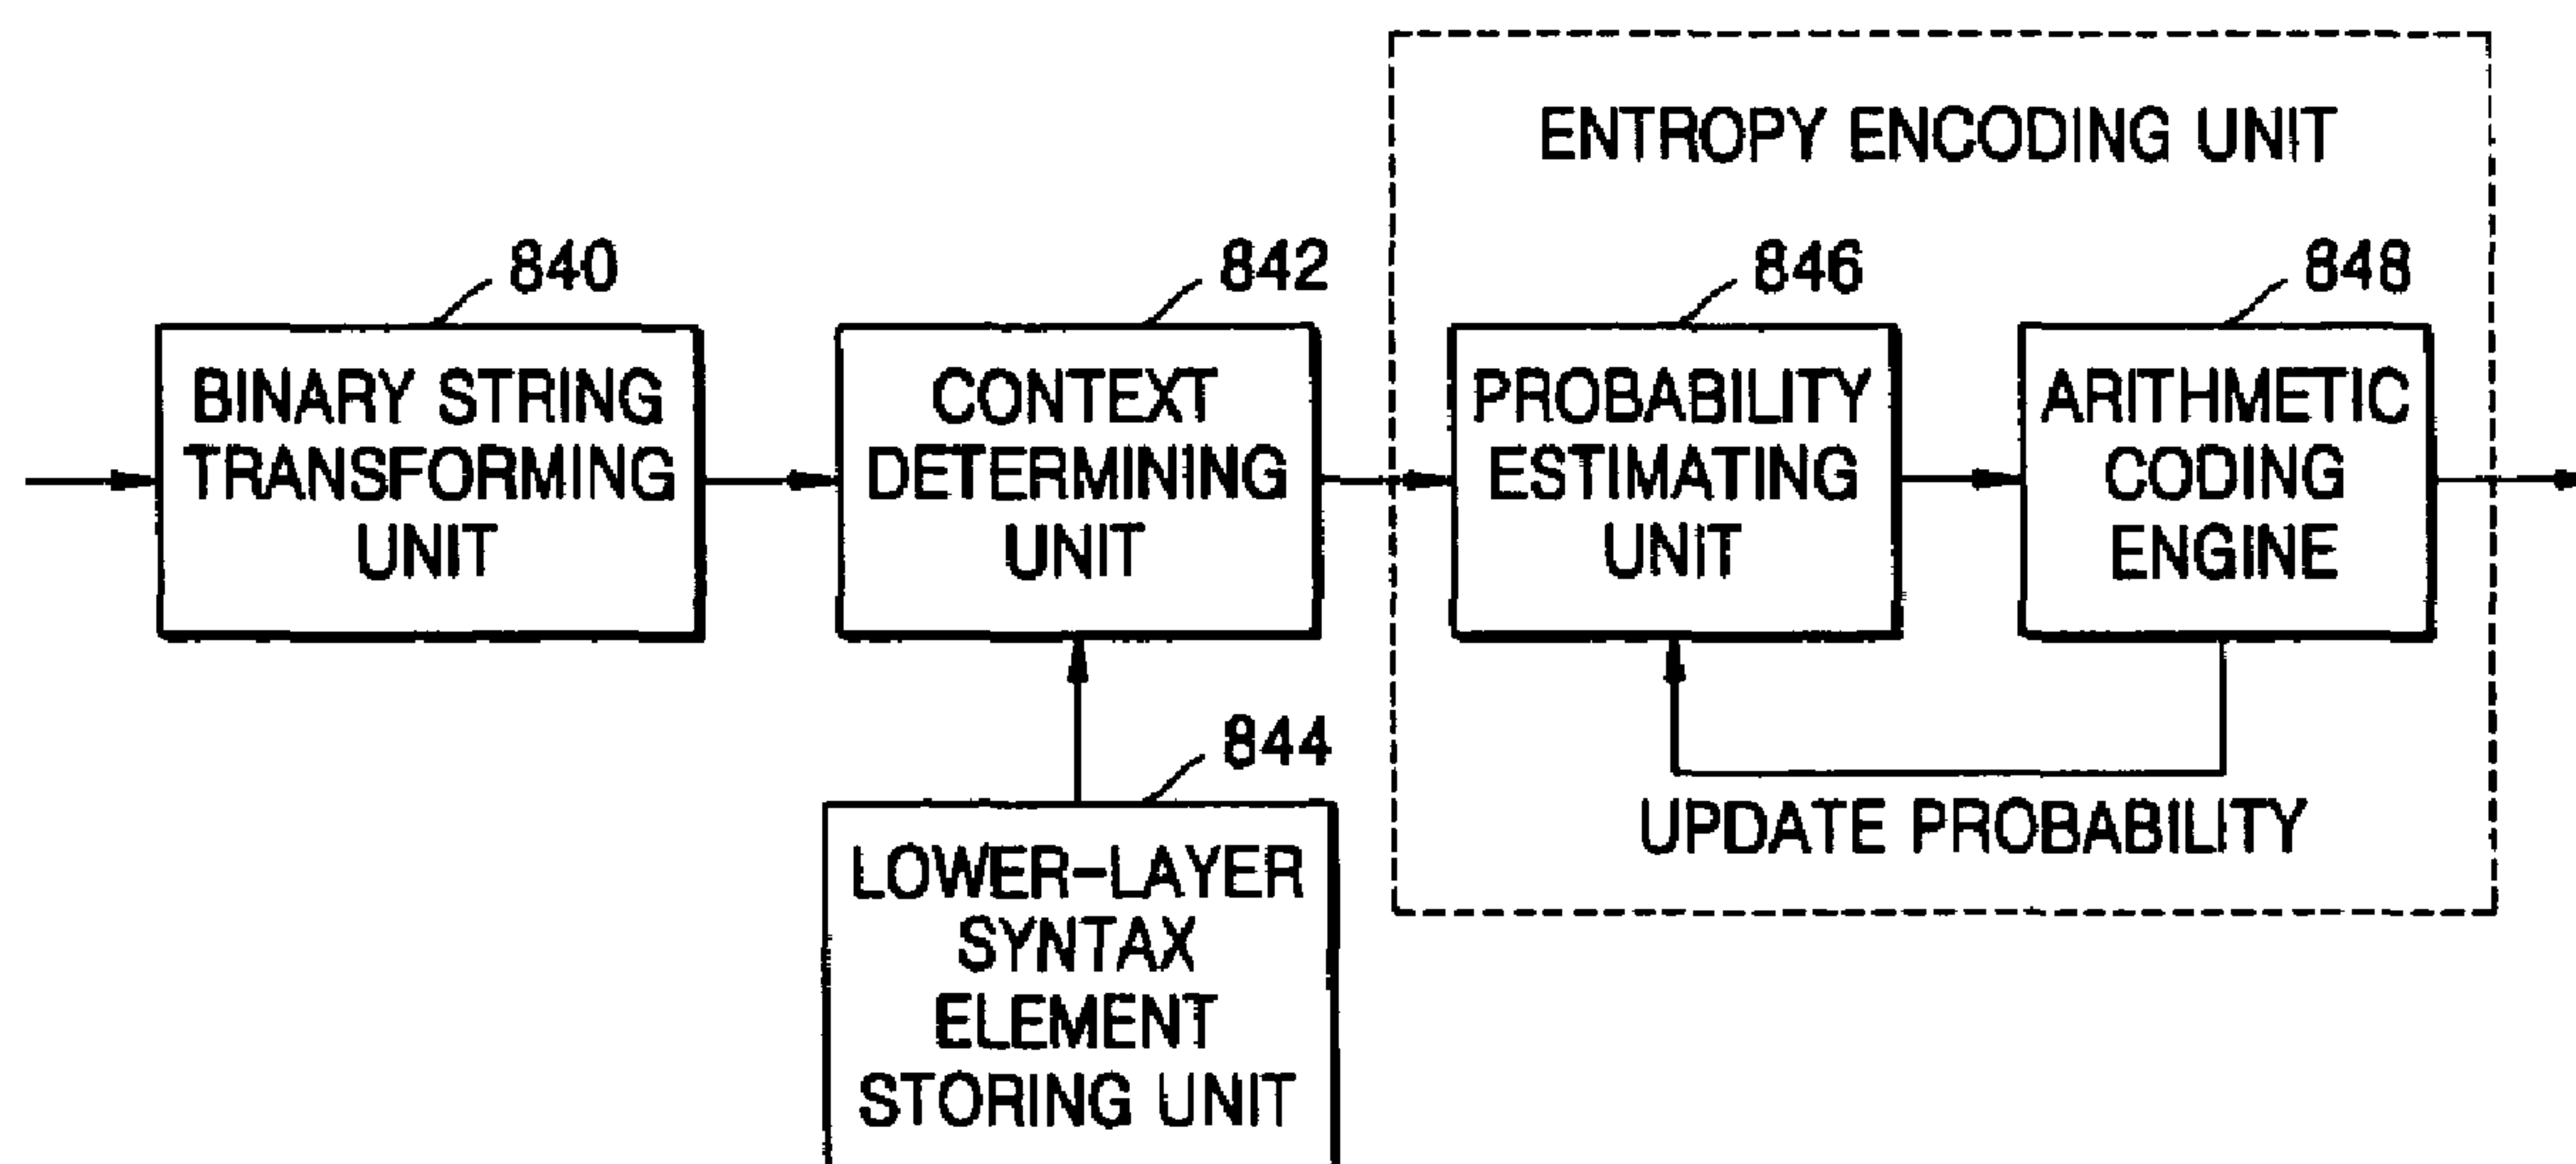 ENTROPY ENCODING UNIT
840
842
846
848
BINARY STRING
TRANSFORMING
UNIT
CONTEXT
DETERMINING
UNIT
PROBABILITY
ESTIMATING
UNIT
ARITHMETIC
CODING
ENGINE
844
UPDATE PROBABILITY
LOWER-LAYER
SYNTAX
ELEMENT
STORING UNIT